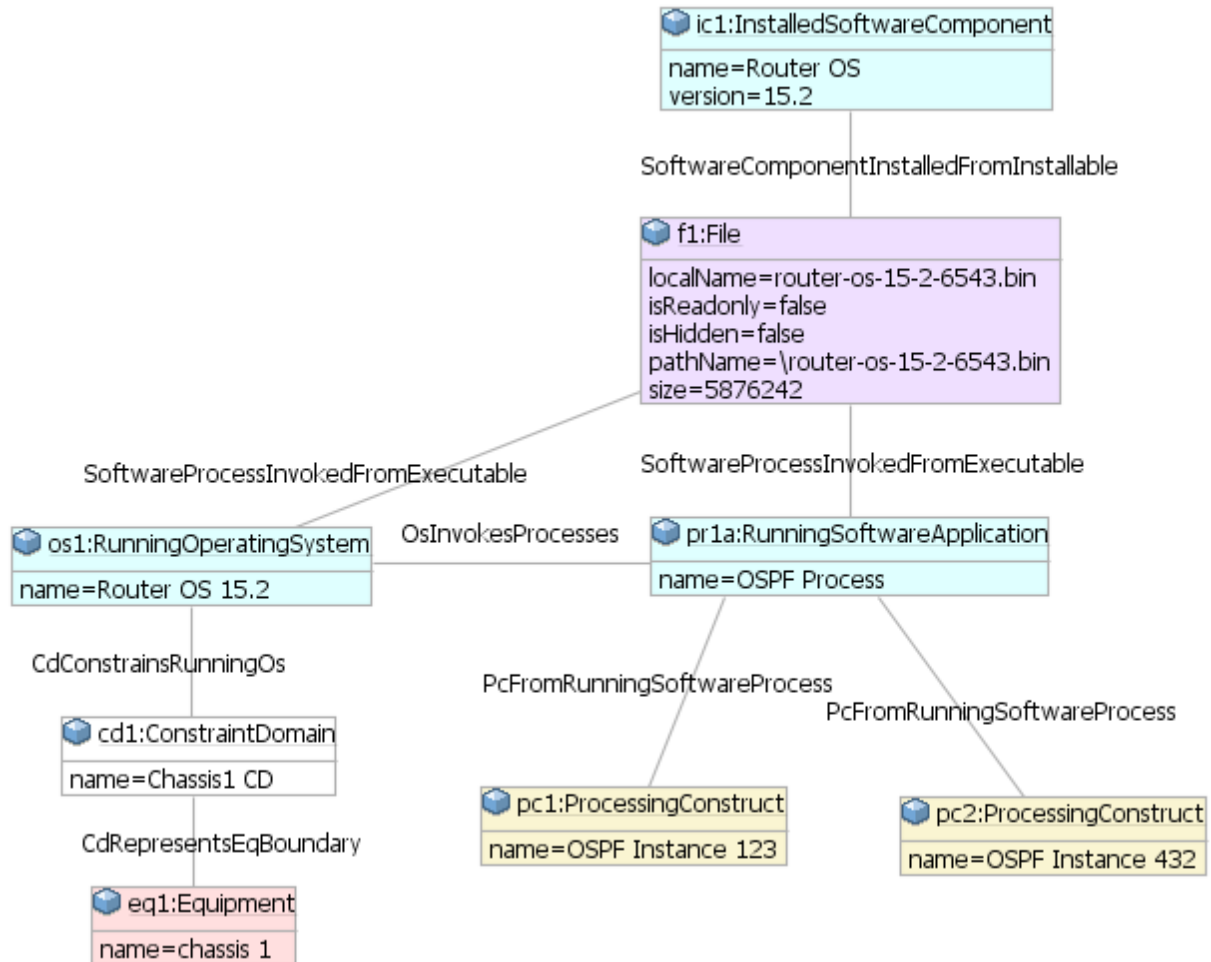 ic1:InstalledSoftwareComponent
name=Router OS
version=15.2
SoftwareComponentInstalledFromInstallable
f1:File
localName=router-os-15-2-6543.bin
isReadonly=false
isHidden=false
pathName=\router-os-15-2-6543.bin
size=5876242
SoftwareProcessInvokedFromExecutable
SoftwareProcessInvokedFromExecutable
os1:RunningOperatingSystem
name=Router OS 15.2
OsInvokesProcesses
pr1a:RunningSoftwareApplication
name=OSPF Process
CdConstrainsRunningOs
PcFromRunningSoftwareProcess
PcFromRunningSoftwareProcess
cd1:ConstraintDomain
name=Chassis1 CD
pc1:ProcessingConstruct
name=OSPF Instance 123
pc2:ProcessingConstruct
name=OSPF Instance 432
CdRepresentsEqBoundary
eq1:Equipment
name=chassis 1